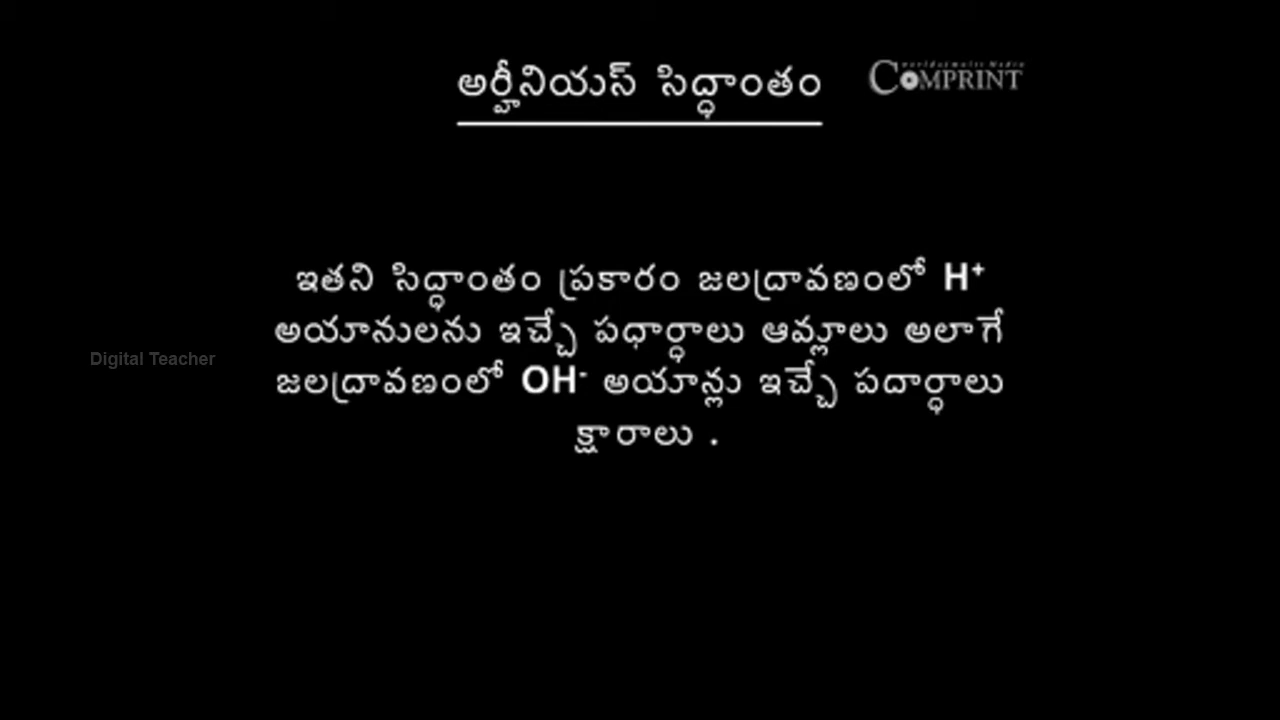 అర్హీనియస్ సిద్ధాంతం
COMPRINT
ఇతని సిద్ధాంతం ప్రకారం జలద్రావణంలో H⁺
అయానులను ఇచ్చే పధార్ధాలు ఆమ్లాలు అలాగే
Digital Teacher
జలద్రావణంలో OH⁻ అయాన్లు ఇచ్చే పదార్ధాలు
క్షారాలు .